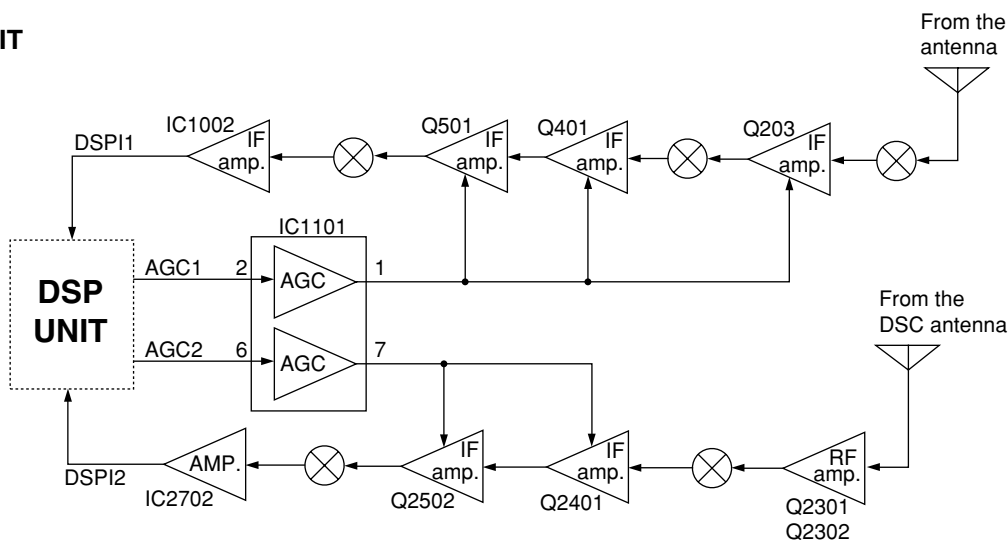 IT
From the
antenna
IC1002
DSPI1
IF
amp.
Q501
IF
amp.
Q401
IF
amp.
Q203
IF
amp.
IC1101
DSP
UNIT
AGC1
2
AGC
1
AGC2
6
AGC
7
From the
DSC antenna
DSPI2
AMP.
IC2702
IF
amp.
Q2502
IF
amp.
Q2401
RF
amp.
Q2301
Q2302